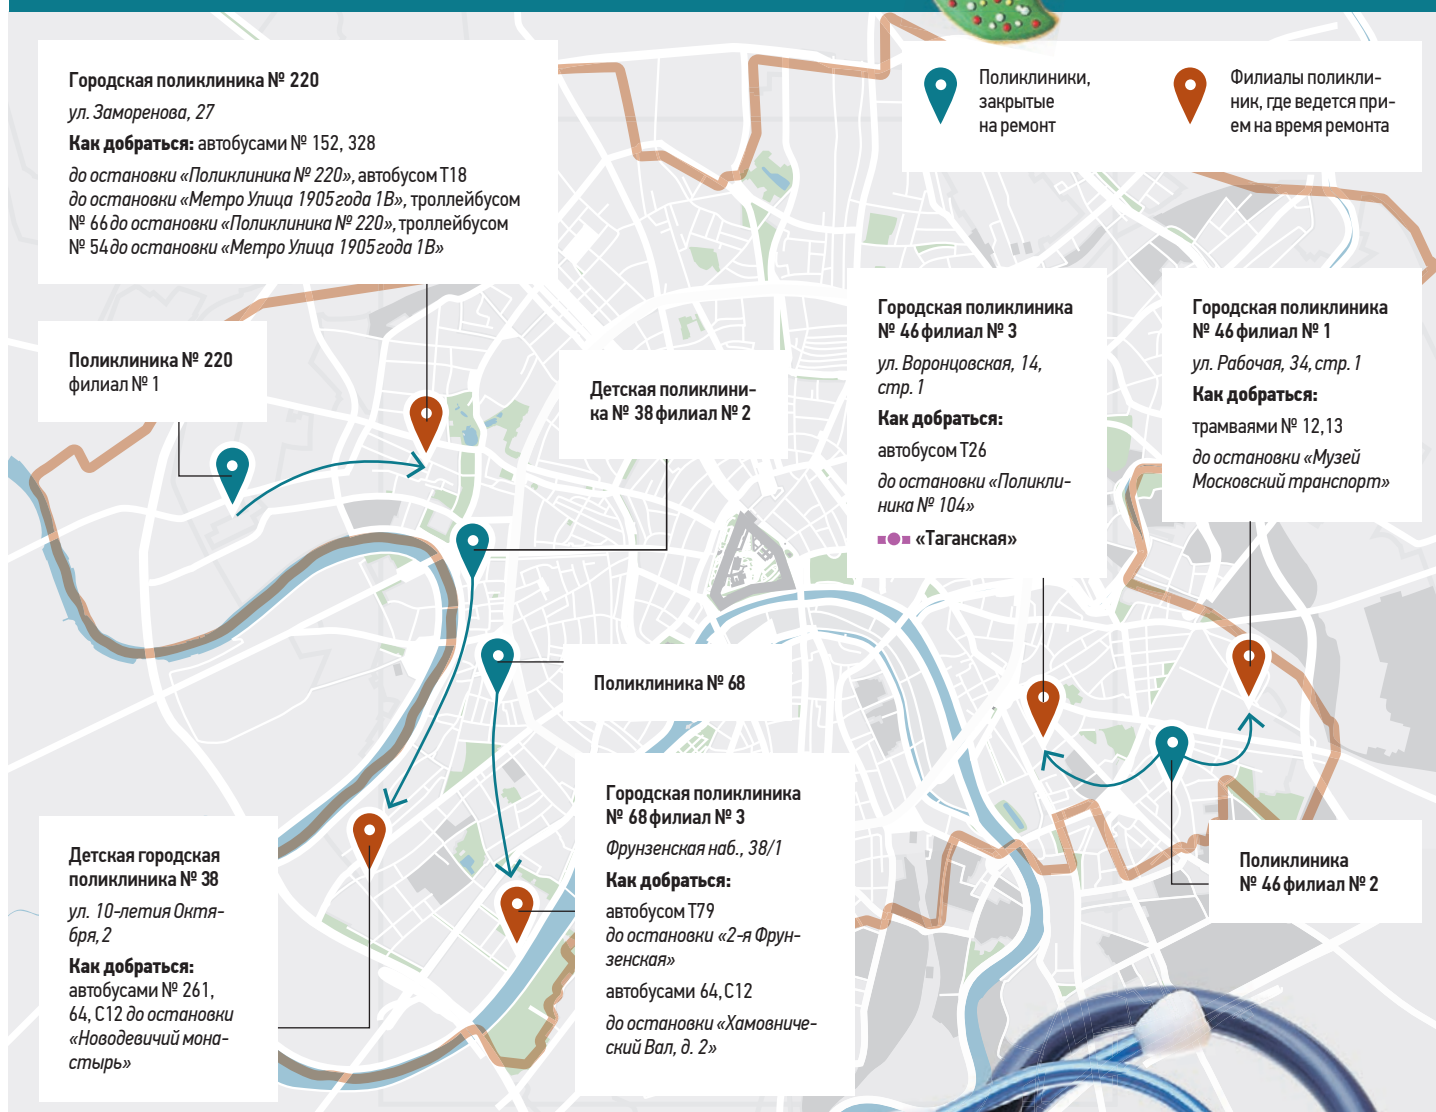 Городская поликлиника № 220
ул. Заморенова, 27
Как добраться: автобусами № 152, 328
до остановки «Поликлиника № 220», автобусом Т18
до остановки «Метро Улица 1905 года 1В», троллейбусом
№ 66 до остановки «Поликлиника № 220», троллейбусом
№ 54 до остановки «Метро Улица 1905 года 1В»
Поликлиники,
закрытые
на ремонт
Филиалы поликли-
ник, где ведется при-
ем на время ремонта
Поликлиника № 220
филиал № 1
Детская поликлини-
ка № 38 филиал № 2
Городская поликлиника
№ 46 филиал № 3
ул. Воронцовская, 14,
стр. 1
Как добраться:
автобусом Т26
до остановки «Поликли-
ника № 104»
«Таганская»
Городская поликлиника
№ 46 филиал № 1
ул. Рабочая, 34, стр. 1
Как добраться:
трамваями № 12,13
до остановки «Музей
Московский транспорт»
Поликлиника № 68
Городская поликлиника
№ 68 филиал № 3
Фрунзенская наб., 38/1
Как добраться:
автобусом Т79
до остановки «2-я Фрун-
зенская»
автобусами 64, С12
до остановки «Хамовниче-
ский Вал, д. 2»
Детская городская
поликлиника № 38
ул. 10-летия Октя-
бря, 2
Как добраться:
автобусами № 261,
64, С12 до остановки
«Новодевичий мона-
стырь»
Поликлиника
№ 46 филиал № 2